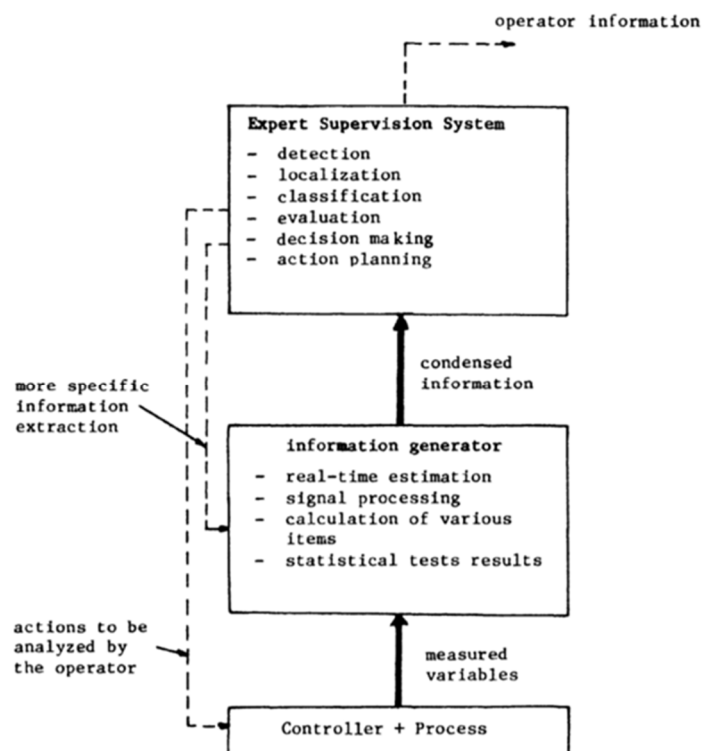 operator information
Expert Supervision System
- detection
- localization
- classification
- evaluation
- decision making
- action planning
condensed
information
more specific
information
extraction
information generator
- real-time estimation
- signal processing
- calculation of various
items
- statistical tests results
actions to be
analyzed by
the operator
measured
variables
Controller + Process